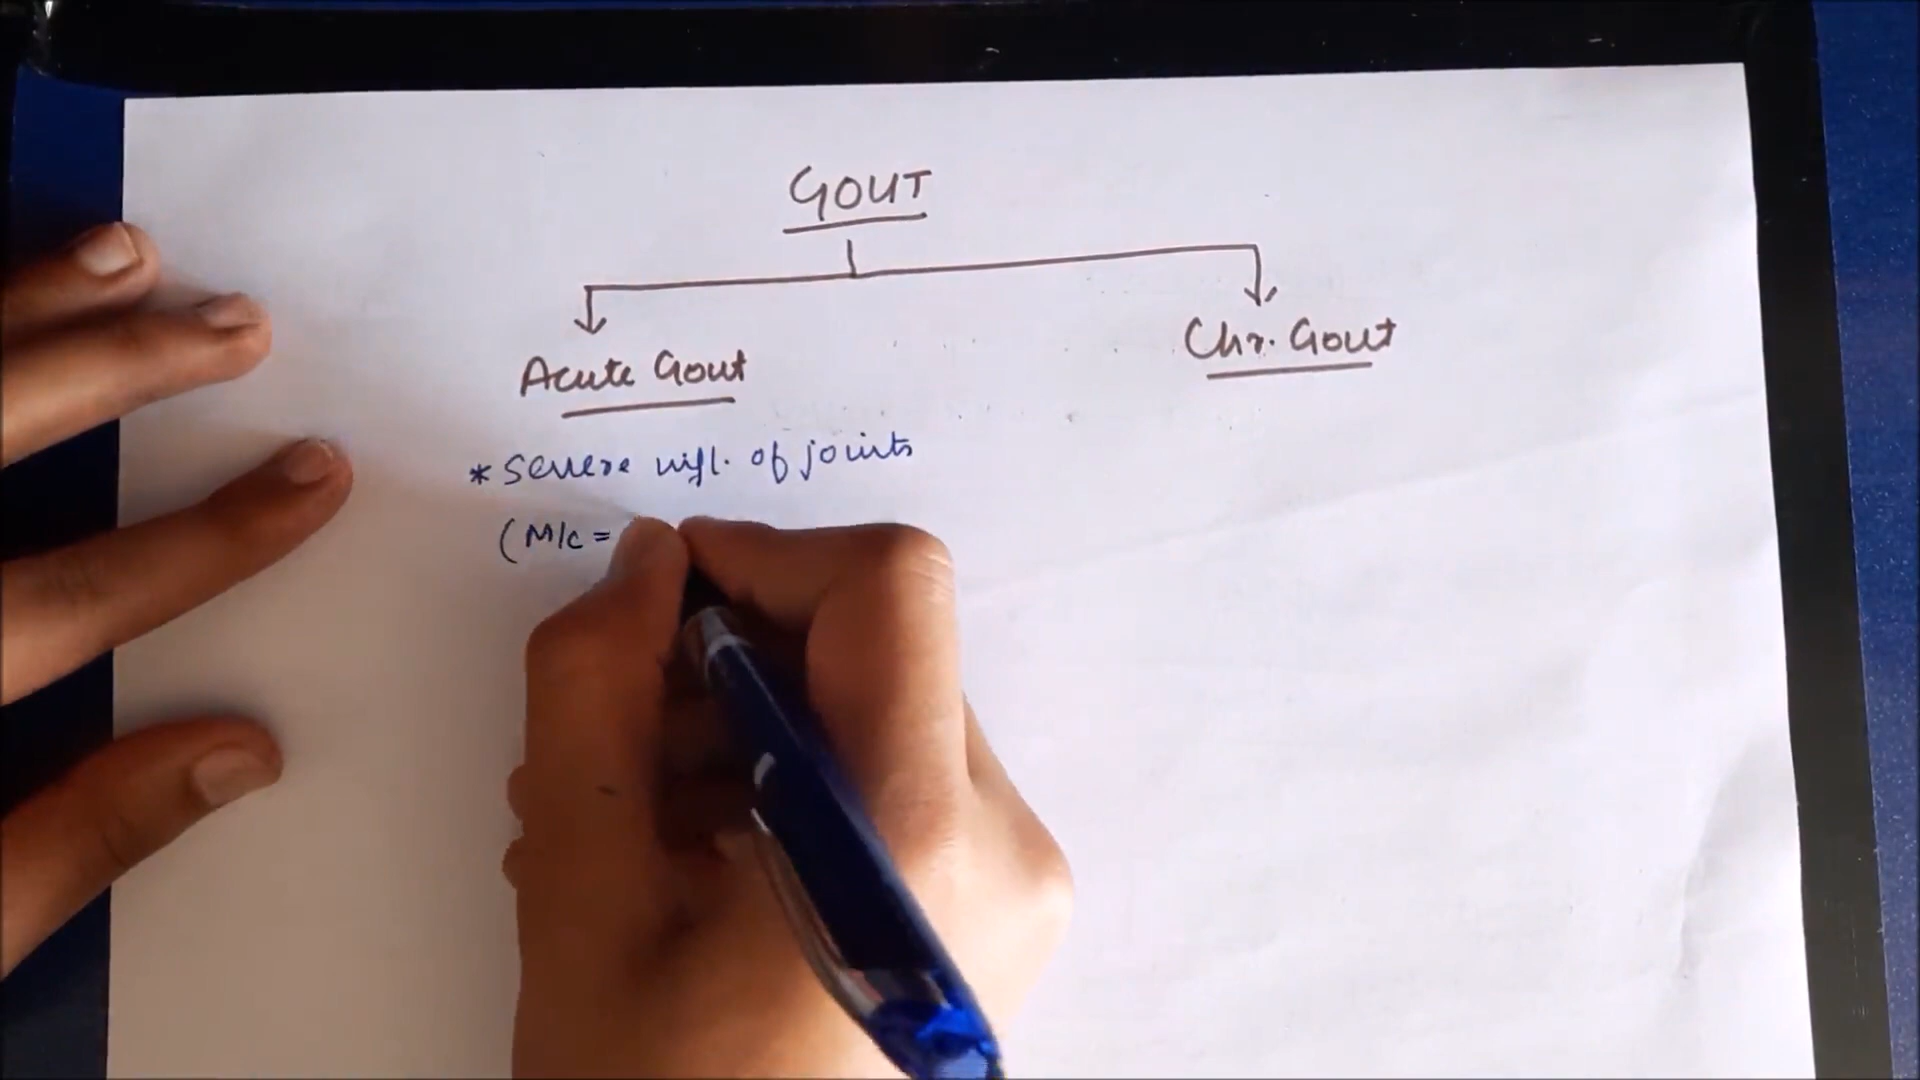 GOUT
Acute Gout
Chr. Gout
* Severe infl. of joints
(M/c =